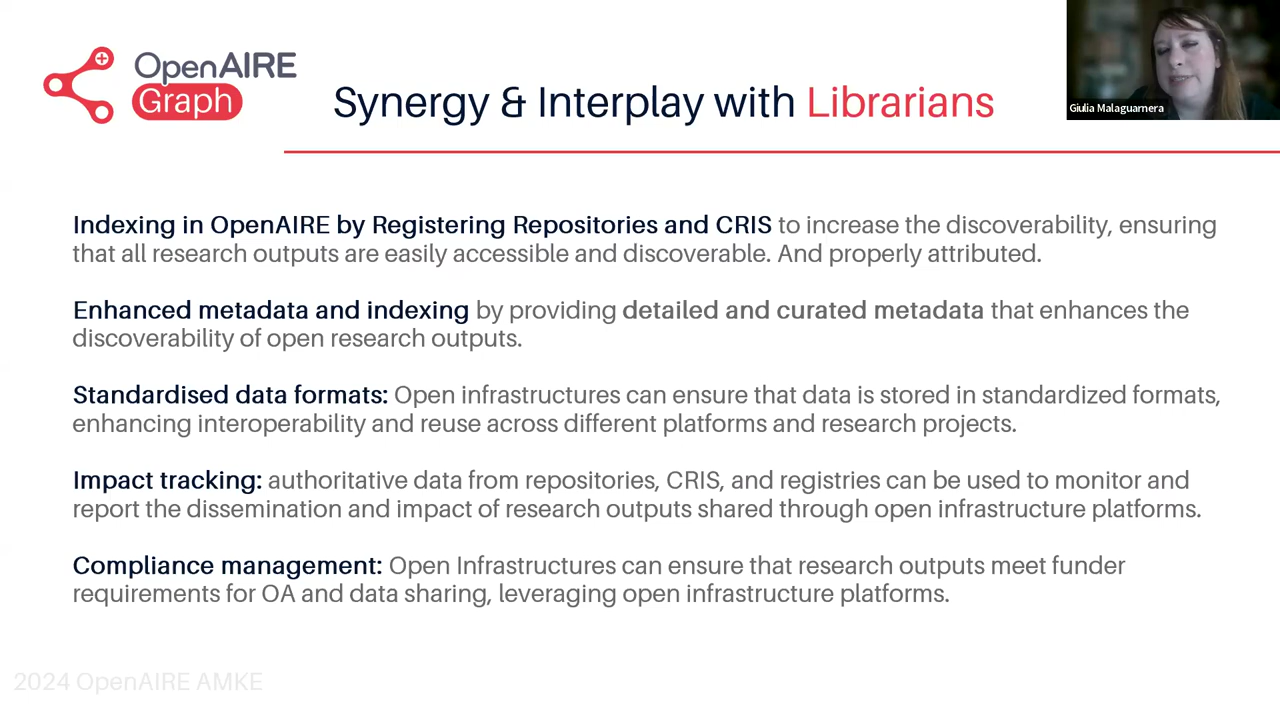 OpenAIRE
Graph
Synergy & Interplay with Librarians
Giulia Malaguarnera
Indexing in OpenAIRE by Registering Repositories and CRIS to increase the discoverability, ensuring
that all research outputs are easily accessible and discoverable. And properly attributed.
Enhanced metadata and indexing by providing detailed and curated metadata that enhances the
discoverability of open research outputs.
Standardised data formats: Open infrastructures can ensure that data is stored in standardized formats,
enhancing interoperability and reuse across different platforms and research projects.
Impact tracking: authoritative data from repositories, CRIS, and registries can be used to monitor and
report the dissemination and impact of research outputs shared through open infrastructure platforms.
Compliance management: Open Infrastructures can ensure that research outputs meet funder
requirements for OA and data sharing, leveraging open infrastructure platforms.
2024 OpenAIRE AMKE